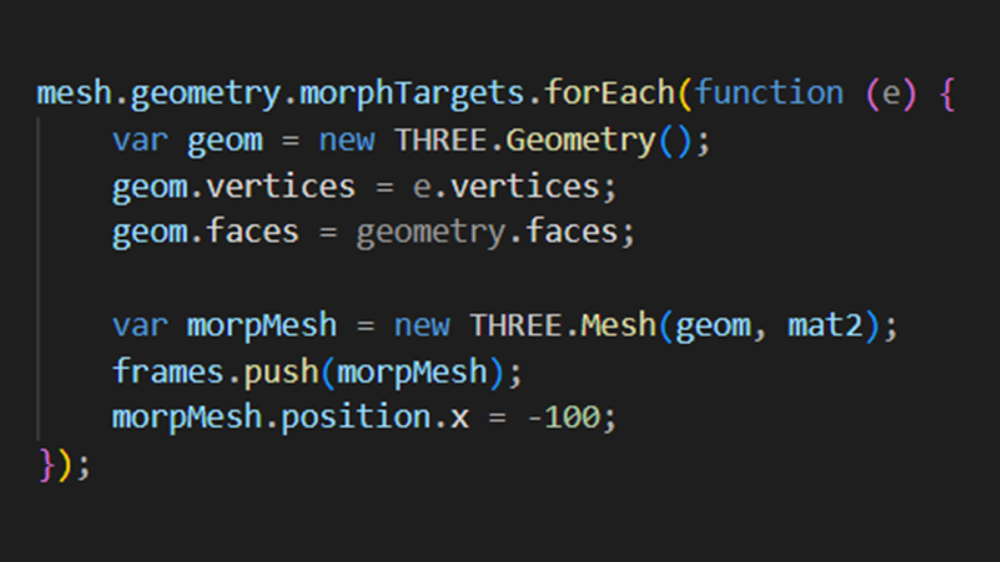 mesh.geometry.morphTargets.forEach(function (e) {
    var geom = new THREE.Geometry();
    geom.vertices = e.vertices;
    geom.faces = geometry.faces;

    var morpMesh = new THREE.Mesh(geom, mat2);
    frames.push(morpMesh);
    morpMesh.position.x = -100;
});